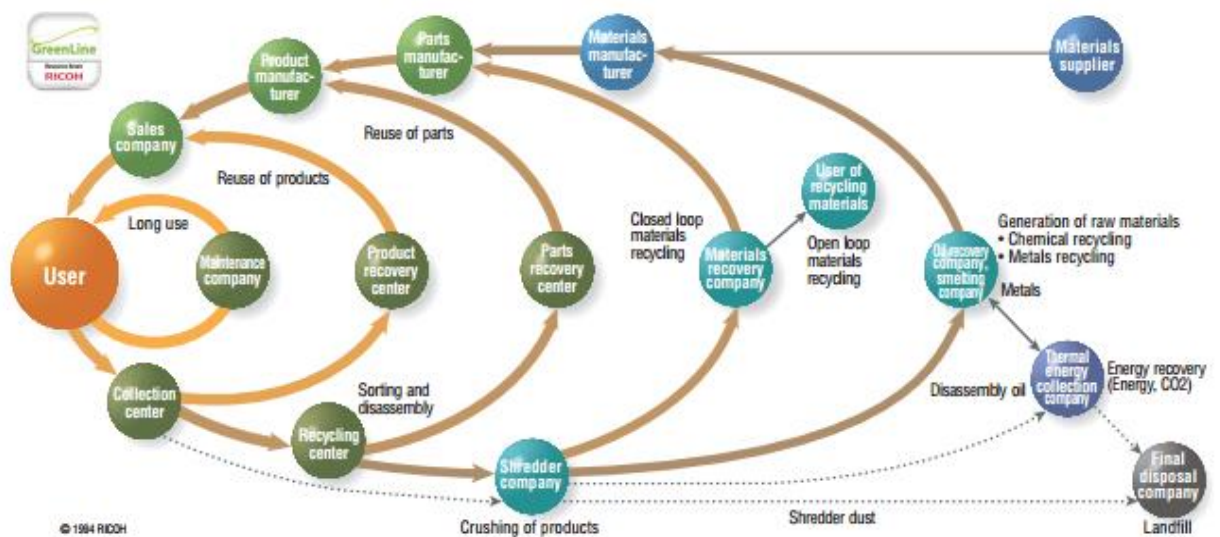 GreenLine
RICOH
Product
manufac-
turer
Parts
manufac-
turer
Materials
manufac-
turer
Materials
supplier
Sales
company
Reuse of parts
Reuse of products
Long use
User
Maintenance
company
Product
recovery
center
Parts
recovery
center
Closed loop
materials
recycling
Materials
recovery
company
User of
recycling
materials
Open loop
materials
recycling
Oil recovery
company,
smelting
company
Generation of raw materials
• Chemical recycling
• Metals recycling
Metals
Collection
center
Sorting and
disassembly
Recycling
center
Disassembly oil
Thermal
energy
collection
company
Energy recovery
(Energy, CO2)
Shredder
company
Crushing of products
Shredder dust
Final
disposal
company
Landfill
© 1994 RICOH